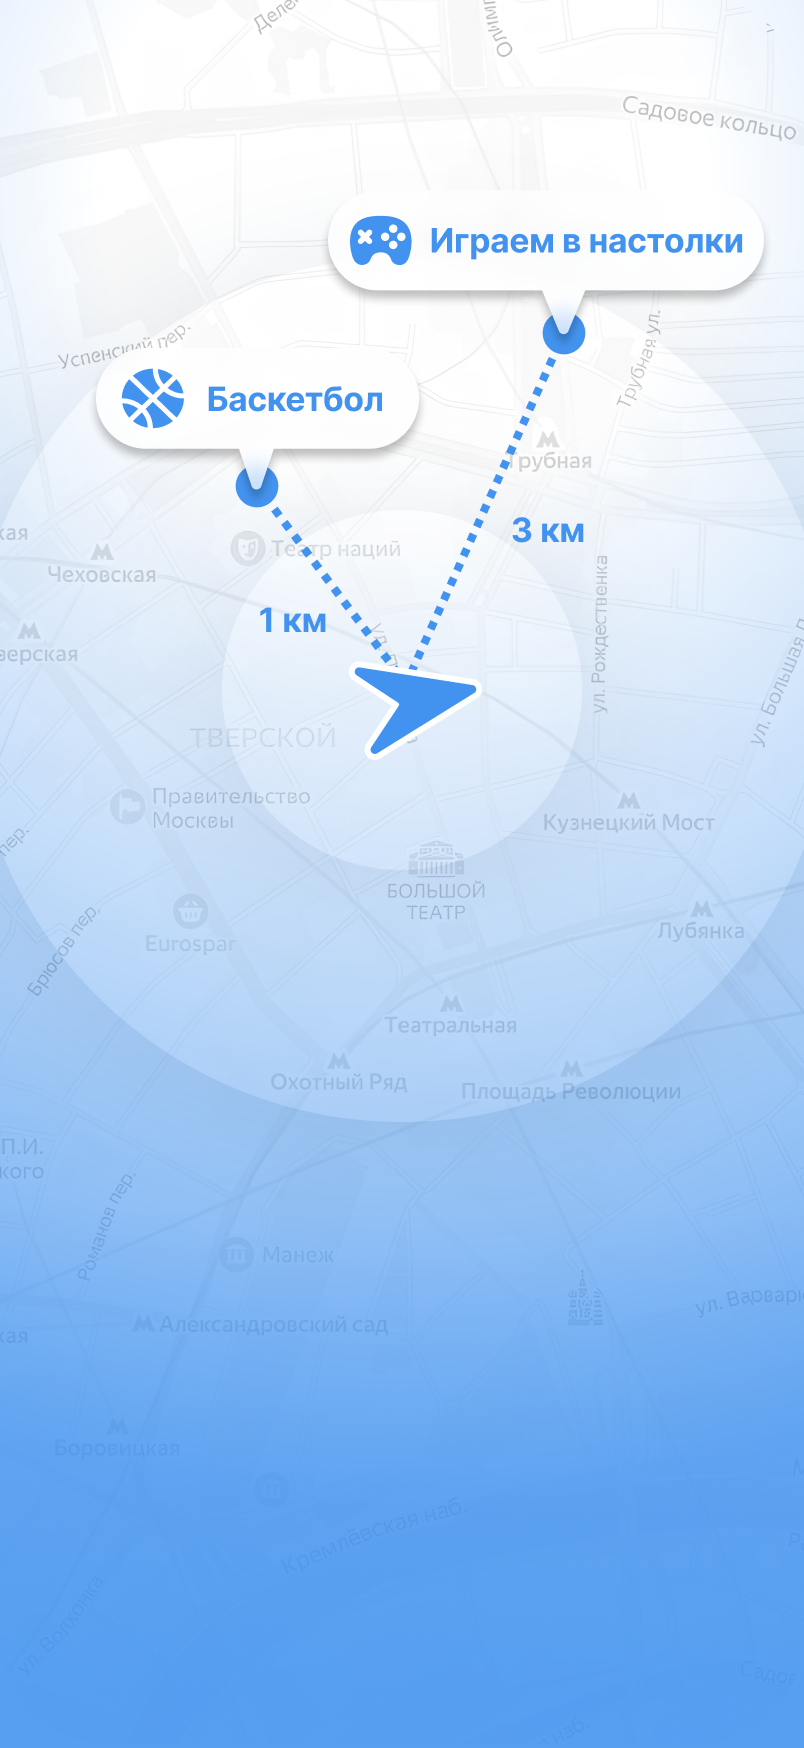 Садовое кольцо
Играем в настолки
Успенский пер.
Трубная ул.
Баскетбол
Трубная
3 км
Театр наций
Чеховская
ул. Рождественка
1 км
ТВЕРСКОЙ
Правительство
Москвы
Кузнецкий Мост
БОЛЬШОЙ
ТЕАТР
Eurospar
Лубянка
Брюсов пер.
Театральная
Охотный Ряд
Площадь Революции
П.И.
Романов пер.
Манеж
Александровский сад
Боровицкая
Кремлёвская наб.
ул. Волхонка